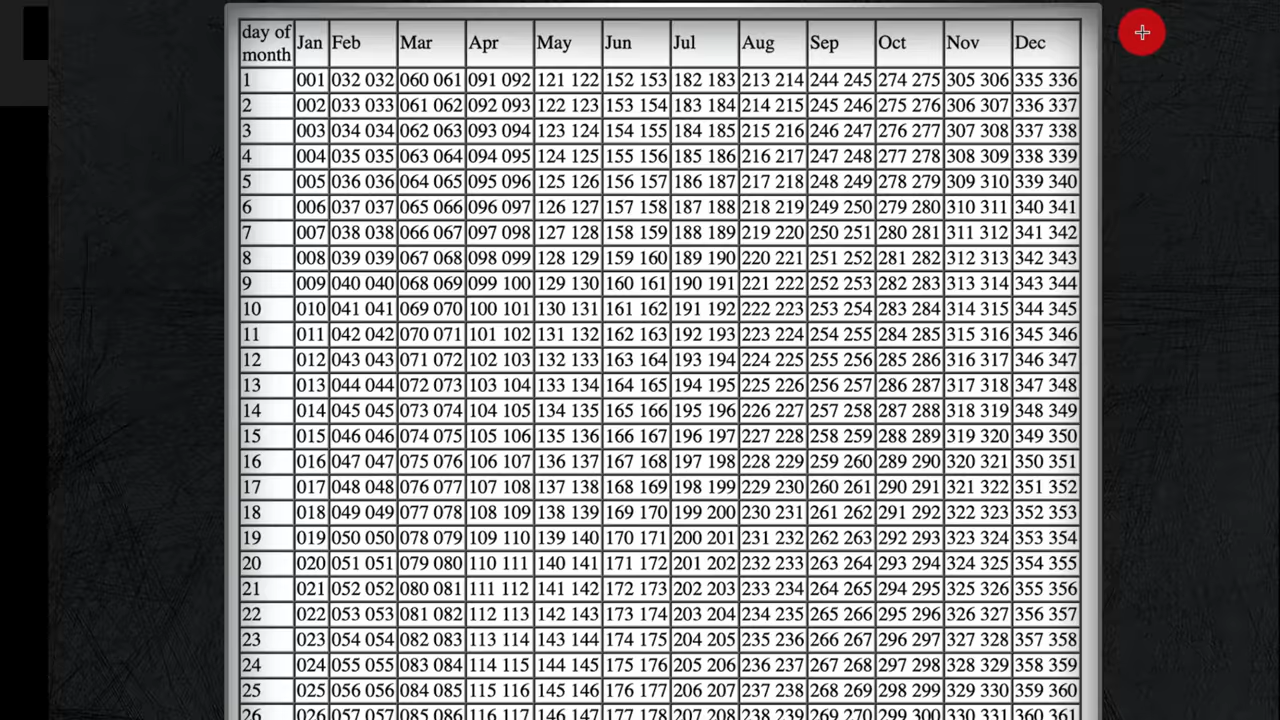 day of month Jan Feb Mar Apr May Jun Jul Aug Sep Oct Nov Dec
1 001 032 032 060 061 091 092 121 122 152 153 182 183 213 214 244 245 274 275 305 306 335 336
2 002 033 033 061 062 092 093 122 123 153 154 183 184 214 215 245 246 275 276 306 307 336 337
3 003 034 034 062 063 093 094 123 124 154 155 184 185 215 216 246 247 276 277 307 308 337 338
4 004 035 035 063 064 094 095 124 125 155 156 185 186 216 217 247 248 277 278 308 309 338 339
5 005 036 036 064 065 095 096 125 126 156 157 186 187 217 218 248 249 278 279 309 310 339 340
6 006 037 037 065 066 096 097 126 127 157 158 187 188 218 219 249 250 279 280 310 311 340 341
7 007 038 038 066 067 097 098 127 128 158 159 188 189 219 220 250 251 280 281 311 312 341 342
8 008 039 039 067 068 098 099 128 129 159 160 189 190 220 221 251 252 281 282 312 313 342 343
9 009 040 040 068 069 099 100 129 130 160 161 190 191 221 222 252 253 282 283 313 314 343 344
10 010 041 041 069 070 100 101 130 131 161 162 191 192 222 223 253 254 283 284 314 315 344 345
11 011 042 042 070 071 101 102 131 132 162 163 192 193 223 224 254 255 284 285 315 316 345 346
12 012 043 043 071 072 102 103 132 133 163 164 193 194 224 225 255 256 285 286 316 317 346 347
13 013 044 044 072 073 103 104 133 134 164 165 194 195 225 226 256 257 286 287 317 318 347 348
14 014 045 045 073 074 104 105 134 135 165 166 195 196 226 227 257 258 287 288 318 319 348 349
15 015 046 046 074 075 105 106 135 136 166 167 196 197 227 228 258 259 288 289 319 320 349 350
16 016 047 047 075 076 106 107 136 137 167 168 197 198 228 229 259 260 289 290 320 321 350 351
17 017 048 048 076 077 107 108 137 138 168 169 198 199 229 230 260 261 290 291 321 322 351 352
18 018 049 049 077 078 108 109 138 139 169 170 199 200 230 231 261 262 291 292 322 323 352 353
19 019 050 050 078 079 109 110 139 140 170 171 200 201 231 232 262 263 292 293 323 324 353 354
20 020 051 051 079 080 110 111 140 141 171 172 201 202 232 233 263 264 293 294 324 325 354 355
21 021 052 052 080 081 111 112 141 142 172 173 202 203 233 234 264 265 294 295 325 326 355 356
22 022 053 053 081 082 112 113 142 143 173 174 203 204 234 235 265 266 295 296 326 327 356 357
23 023 054 054 082 083 113 114 143 144 174 175 204 205 235 236 266 267 296 297 327 328 357 358
24 024 055 055 083 084 114 115 144 145 175 176 205 206 236 237 267 268 297 298 328 329 358 359
25 025 056 056 084 085 115 116 145 146 176 177 206 207 237 238 268 269 298 299 329 330 359 360
26 026 057 057 085 086 116 117 146 147 177 178 207 208 238 239 269 270 299 300 330 331 360 361